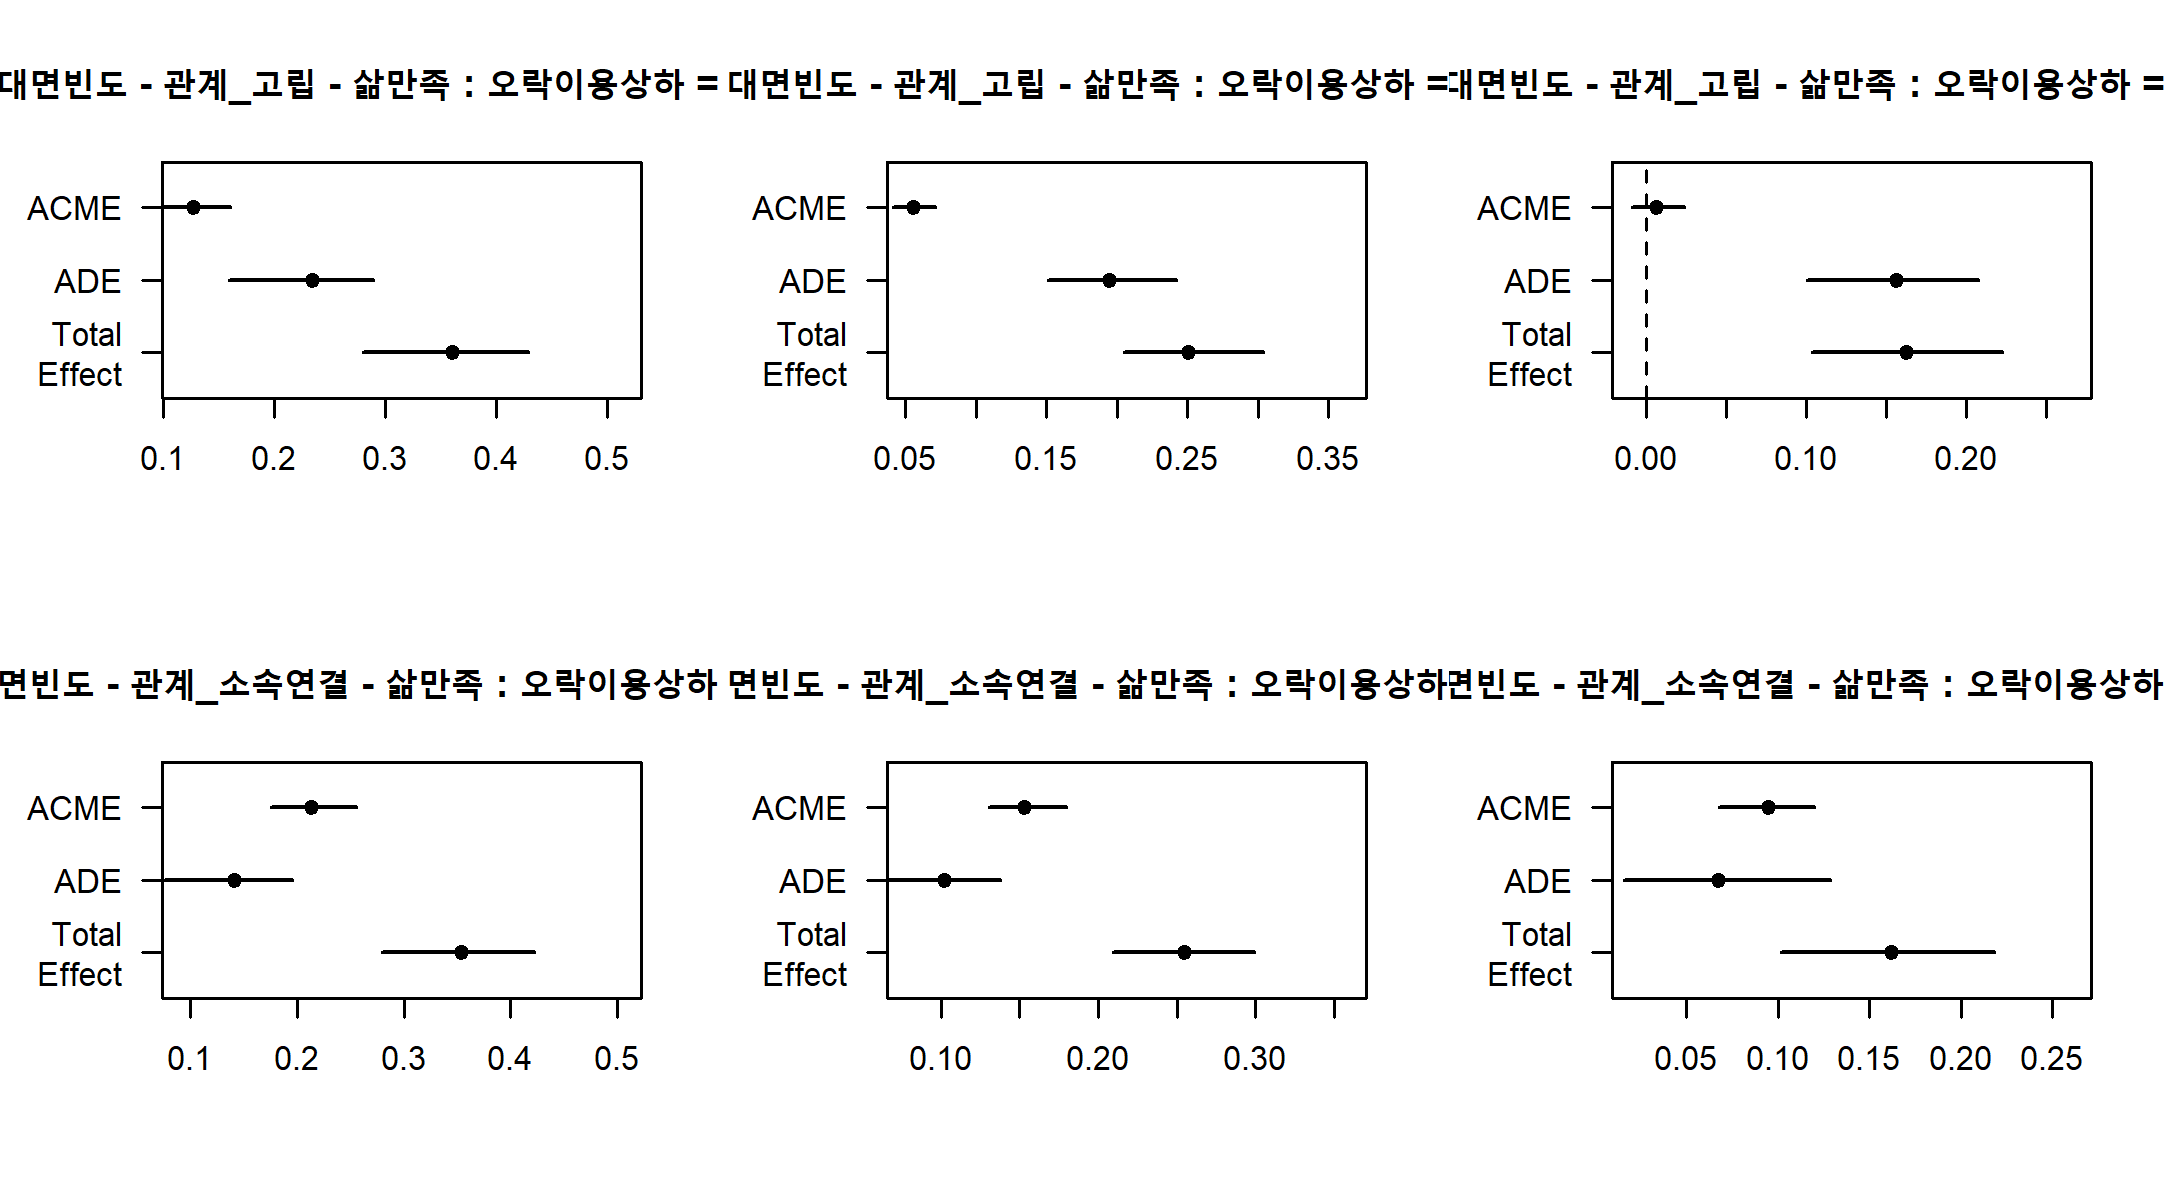 대면빈도 - 관계_고립 - 삶만족 : 오락이용상하 =
ACME
ADE
Total
Effect
0.1 0.2 0.3 0.4 0.5
대면빈도 - 관계_고립 - 삶만족 : 오락이용상하 =
ACME
ADE
Total
Effect
0.05 0.15 0.25 0.35
대면빈도 - 관계_고립 - 삶만족 : 오락이용상하 =
ACME
ADE
Total
Effect
0.00 0.10 0.20
면빈도 - 관계_소속연결 - 삶만족 : 오락이용상하
ACME
ADE
Total
Effect
0.1 0.2 0.3 0.4 0.5
면빈도 - 관계_소속연결 - 삶만족 : 오락이용상하
ACME
ADE
Total
Effect
0.10 0.20 0.30
면빈도 - 관계_소속연결 - 삶만족 : 오락이용상하
ACME
ADE
Total
Effect
0.05 0.10 0.15 0.20 0.25